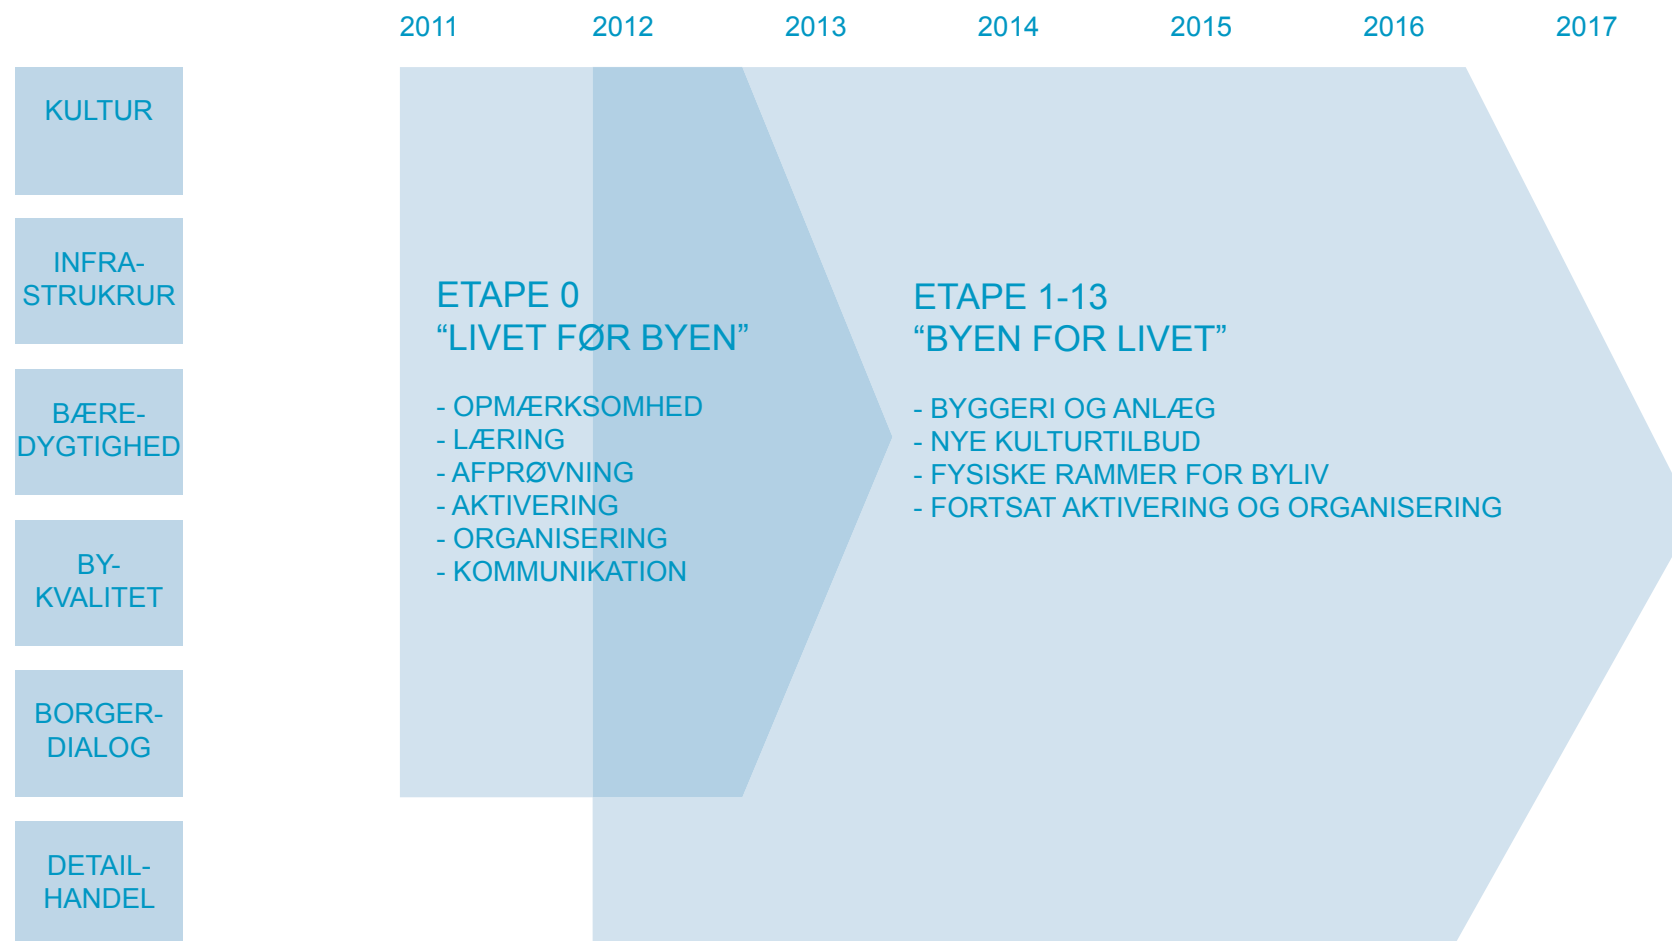 2011 2012 2013 2014 2015 2016 2017
KULTUR
INFRA-
STRUKRUR
BÆRE-
DYGTIGHED
BY-
KVALITET
BORGER-
DIALOG
DETAIL-
HANDEL
ETAPE 0
“LIVET FØR BYEN”
- OPMÆRKSOMHED
- LÆRING
- AFPRØVNING
- AKTIVERING
- ORGANISERING
- KOMMUNIKATION
ETAPE 1-13
“BYEN FOR LIVET”
- BYGGERI OG ANLÆG
- NYE KULTURTILBUD
- FYSISKE RAMMER FOR BYLIV
- FORTSAT AKTIVERING OG ORGANISERING